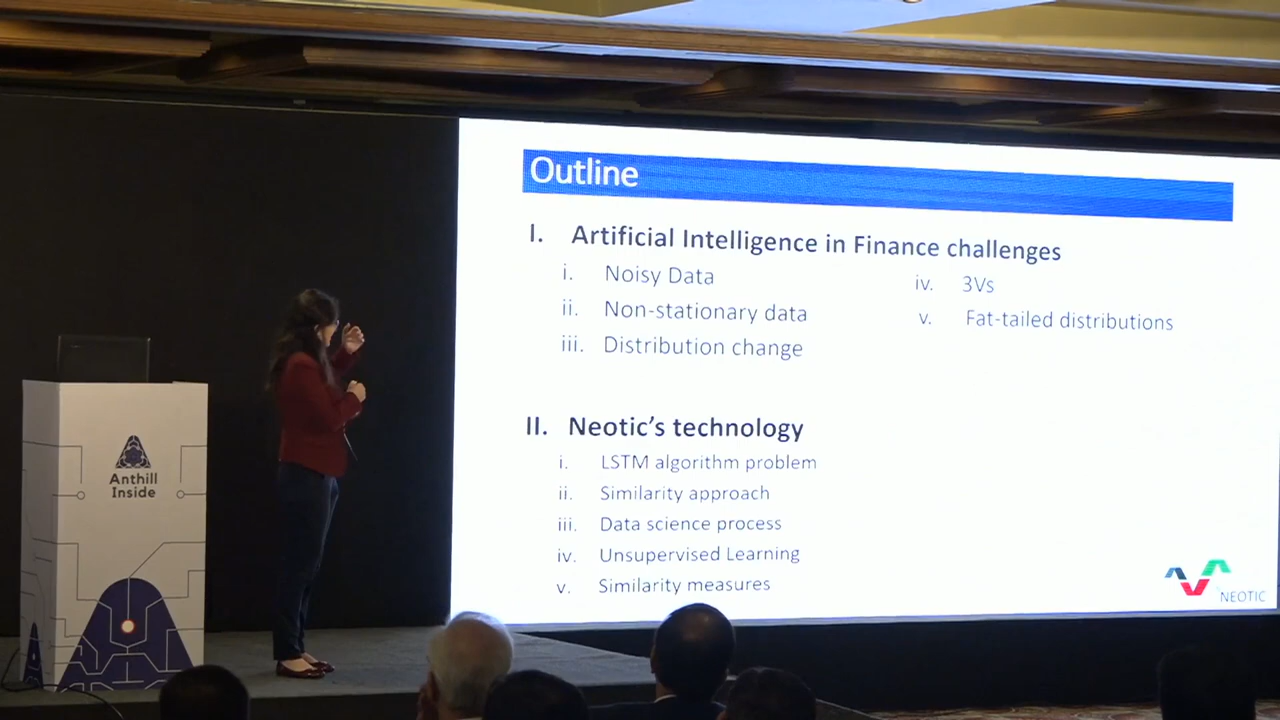 Outline
I. Artificial Intelligence in Finance challenges
i. Noisy Data
ii. Non-stationary data
iii. Distribution change
iv. 3Vs
v. Fat-tailed distributions
II. Neotic's technology
i. LSTM algorithm problem
ii. Similarity approach
iii. Data science process
iv. Unsupervised Learning
v. Similarity measures
NEOTIC
Anthill
Inside